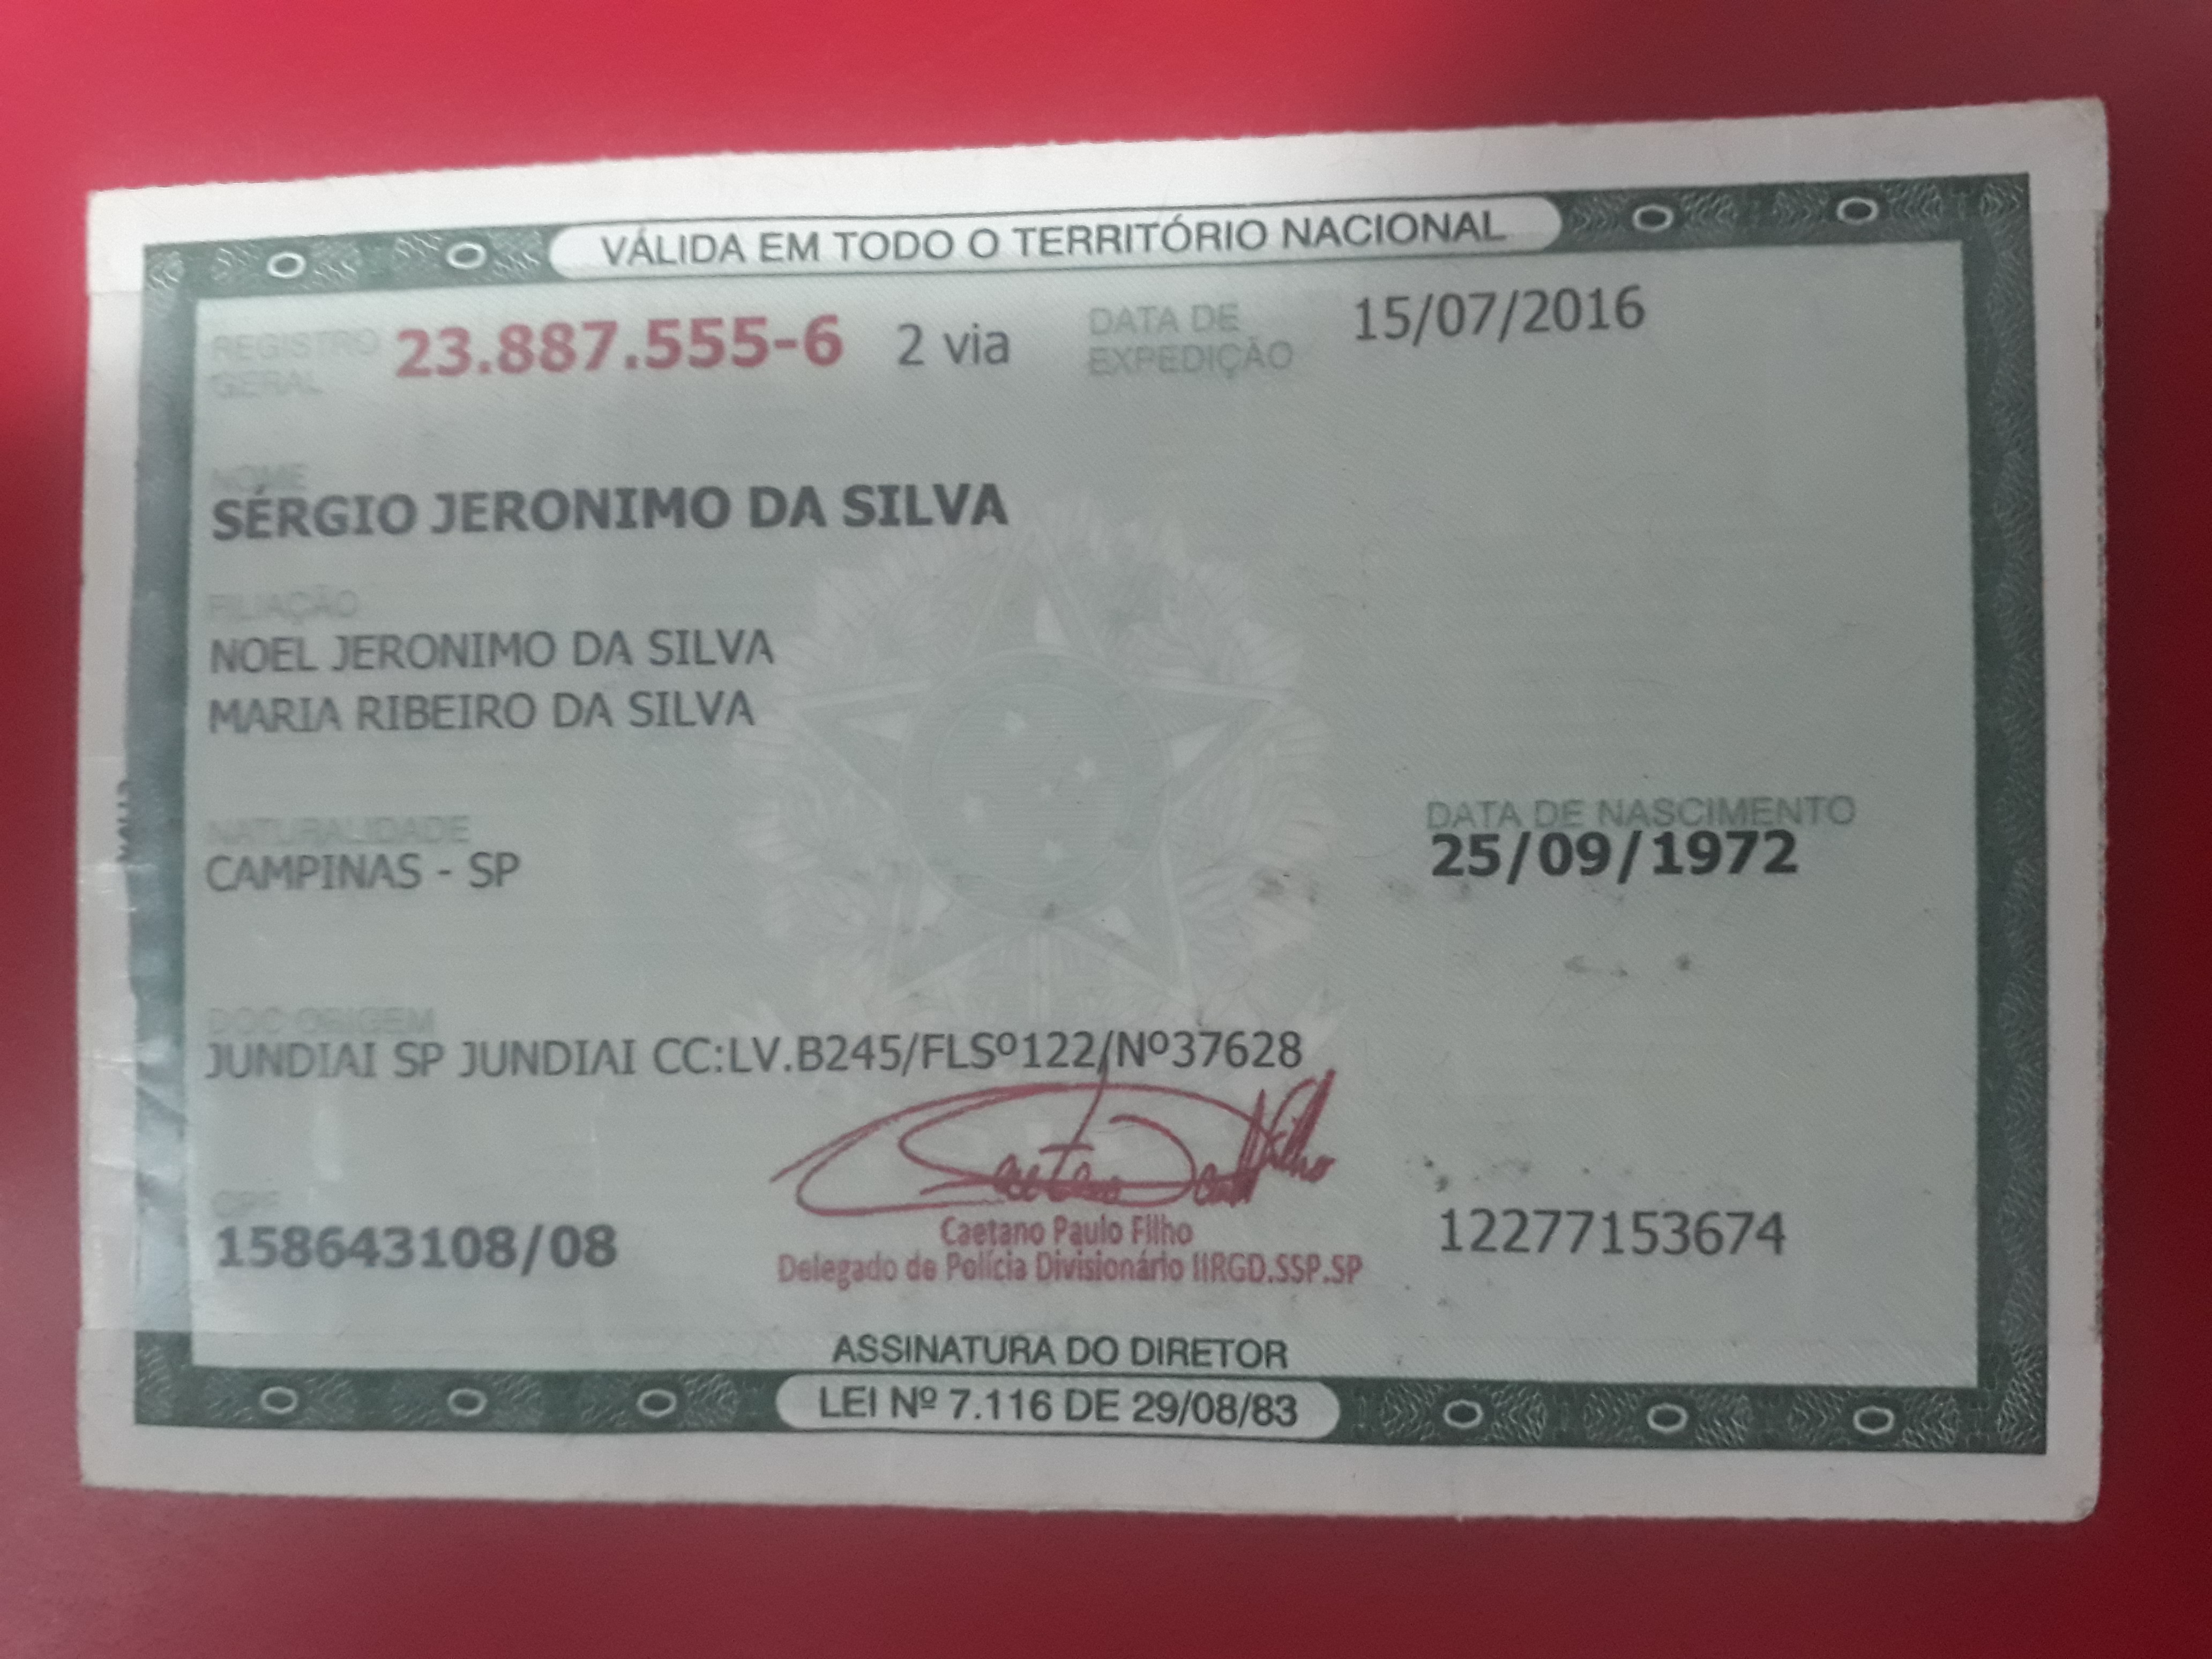 VÁLIDA EM TODO O TERRITÓRIO NACIONAL
REGISTRO GERAL 23.887.555-6 2 via DATA DE EXPEDIÇÃO 15/07/2016
NOME
SÉRGIO JERONIMO DA SILVA
FILIAÇÃO
NOEL JERONIMO DA SILVA
MARIA RIBEIRO DA SILVA
NATURALIDADE
CAMPINAS - SP
DATA DE NASCIMENTO
25/09/1972
DOC ORIGEM
JUNDIAI SP JUNDIAI CC:LV.B245/FLSº122/Nº37628
CPF
158643108/08
Caetano Paulo Filho
Delegado de Polícia Divisionário IIRGD.SSP.SP
12277153674
ASSINATURA DO DIRETOR
LEI Nº 7.116 DE 29/08/83